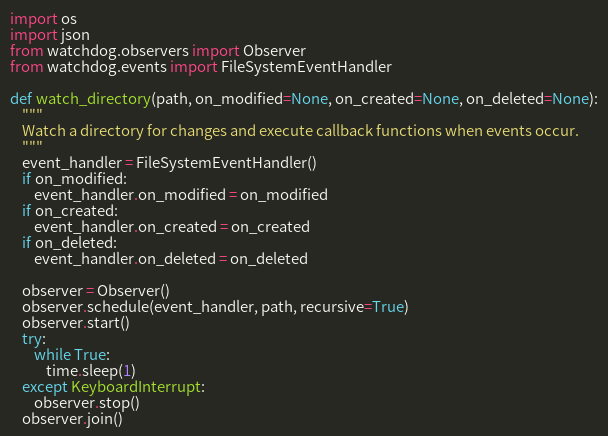 import os
import json
from watchdog.observers import Observer
from watchdog.events import FileSystemEventHandler

def watch_directory(path, on_modified=None, on_created=None, on_deleted=None):
    """
    Watch a directory for changes and execute callback functions when events occur.
    """
    event_handler = FileSystemEventHandler()
    if on_modified:
        event_handler.on_modified = on_modified
    if on_created:
        event_handler.on_created = on_created
    if on_deleted:
        event_handler.on_deleted = on_deleted

    observer = Observer()
    observer.schedule(event_handler, path, recursive=True)
    observer.start()
    try:
        while True:
            time.sleep(1)
    except KeyboardInterrupt:
        observer.stop()
    observer.join()